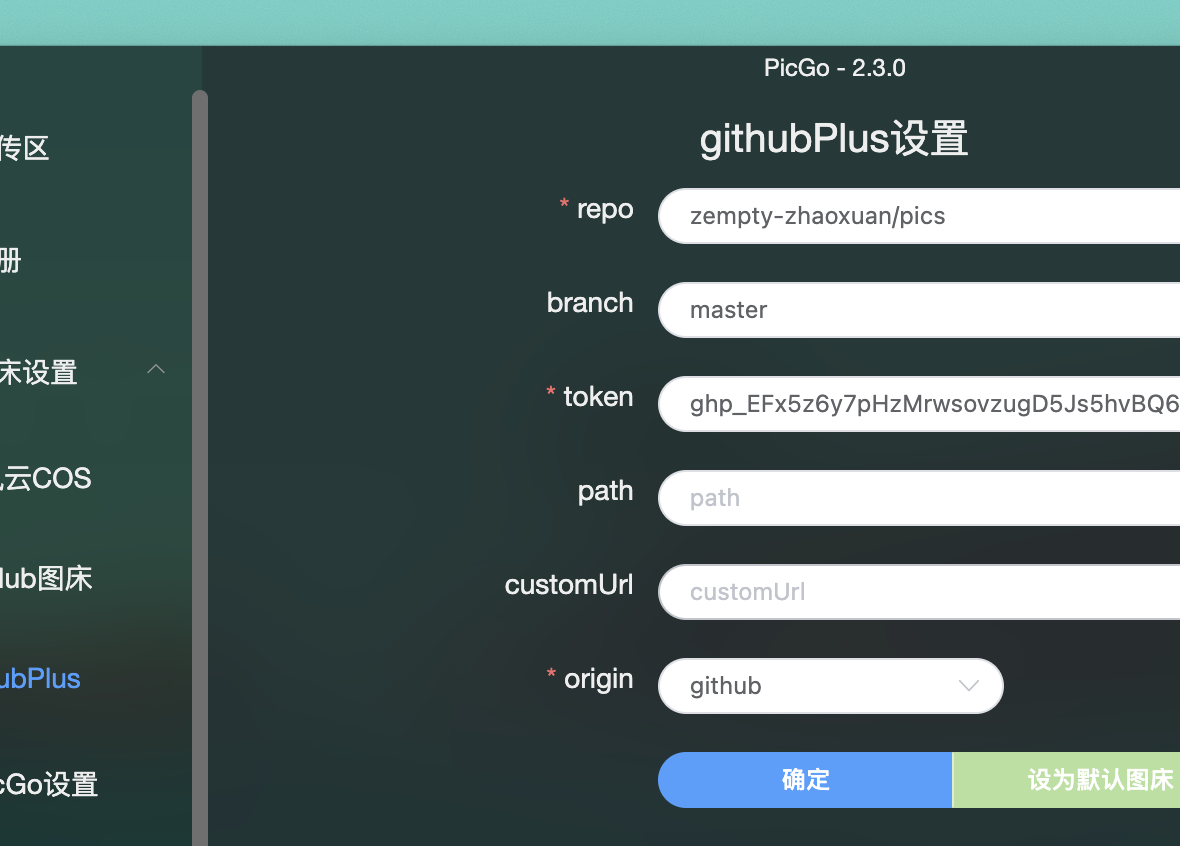 PicGo - 2.3.0
传区
册
床设置
云COS
ub图床
ubPlus
Go设置
githubPlus设置
* repo
zempty-zhaoxuan/pics
branch
master
* token
ghp_EFx5z6y7pHzMrwsovzugD5Js5hvBQ6
path
path
customUrl
customUrl
* origin
github
确定
设为默认图床